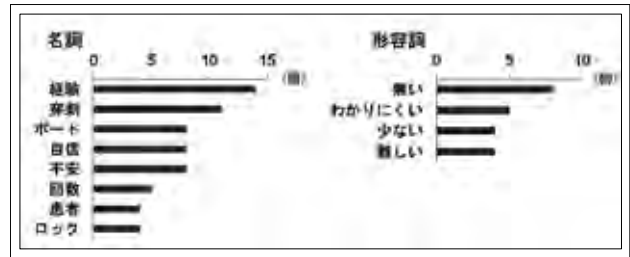 名詞
0 5 10 15
(個)
経験
穿刺
ボード
自信
不安
回数
患者
ロック
形容詞
0 5 10
(個)
無い
わかりにくい
少ない
難しい